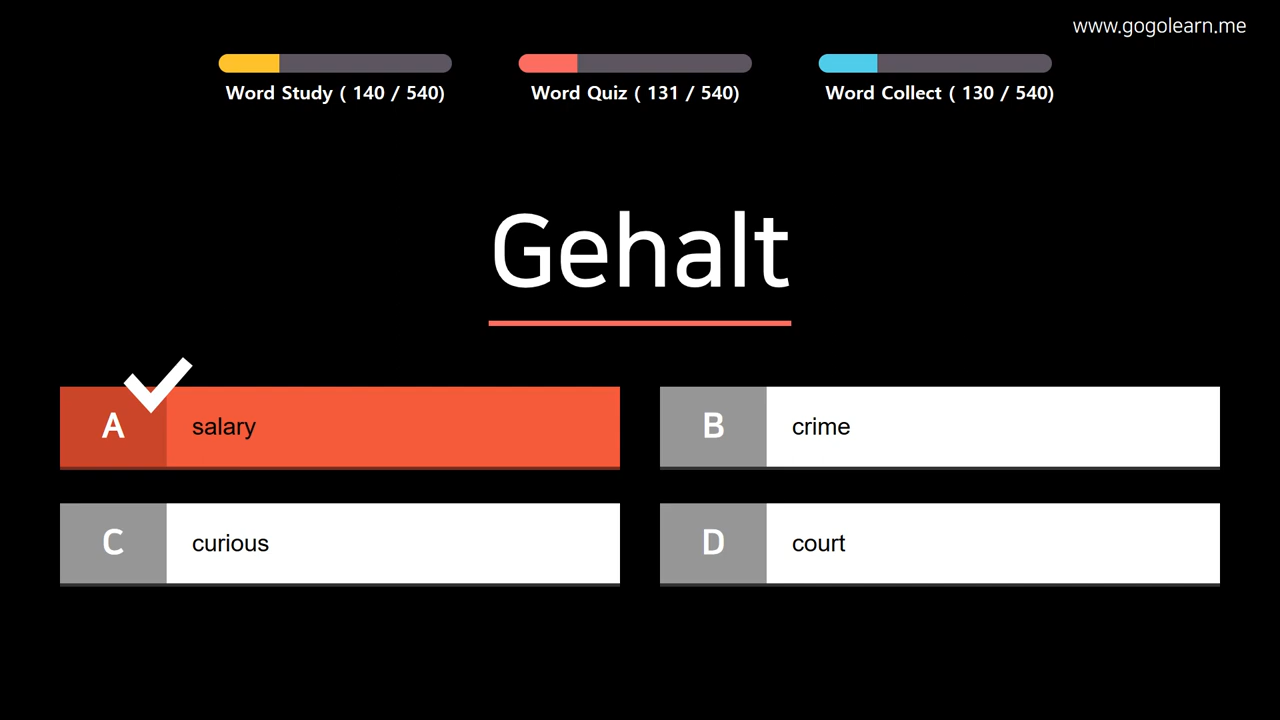 www.gogolearn.me
Word Study ( 140 / 540)
Word Quiz ( 131 / 540)
Word Collect ( 130 / 540)
Gehalt
A salary
B crime
C curious
D court